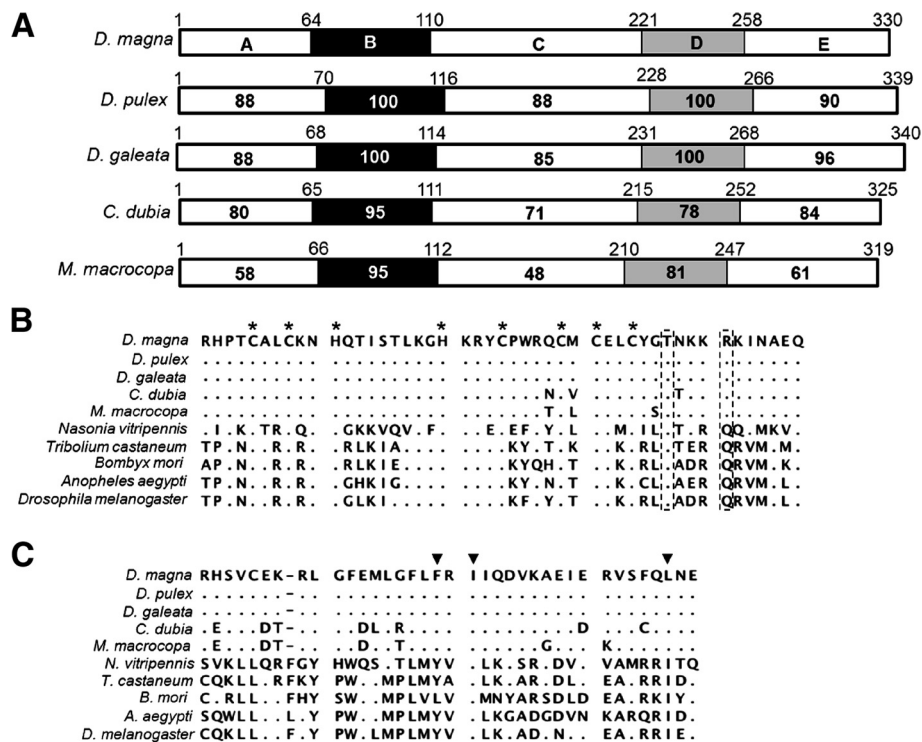 A
1 64 110 221 258 330
D. magna A B C D E
1 70 116 228 266 339
D. pulex 88 100 88 100 90
1 68 114 231 268 340
D. galeata 88 100 85 100 96
1 65 111 215 252 325
C. dubia 80 95 71 78 84
1 66 112 210 247 319
M. macrocopa 58 95 48 81 61
B
* * * * * * * *
D. magna RHPTCALCKN HQTISTLKGH KRYCPWRQCM CELCYGTNKK RKINAEQ
D. pulex .......... .......... .......... .......... .......
D. galeata .......... .......... .......... .......... .......
C. dubia .......... .......... .......N.V .......T.. .......
M. macrocopa .......... .......... .......T.L .....S.... .......
Nasonia vitripennis .I.K.TR.Q. .GKKVQV.F. ..E.EF.Y.L ..M.IL.T.R QQ.MKV.
Tribolium castaneum TP.N..R.R. .RLKIA.... ....KY.T.K ..K.RL.TER QRVM.M.
Bombyx mori AP.N..R.R. .RLKIE.... ....KYQH.T ..K.RL.ADR QRVM.K.
Anopheles aegypti TP.N..R.R. .GHKIG.... ....KY.N.T ..K.CL.AER QRVM.L.
Drosophila melanogaster TP.N..R.R. .GLKI..... ....KF.Y.T ..K.RL.ADR QRVM.L.
C
D. magna RHSVCEK-RL GFEMLGFLFR IIQDVKAEIE RVSFQLNE
D. pulex .......-.. .......... .......... ........
D. galeata .......-.. .......... .......... ........
C. dubia .E...DT-.. ..DL.R.... .........D ...C....
M. macrocopa .E...DT-.. ..D..T.... ......G... K.......
N. vitripennis SVKLLQRFGY HWQS.TLMYV .LK.SR.DV. VAMRRITQ
T. castaneum CQKLL.RFKY PW..MPLMYA .LK.AR.DL. EA.RRID.
B. mori C.RLL..FHY SW..MPLVLV .MNYARSDLD EA.RKIY.
A. aegypti SQWLL..L.Y PW..MPLMYV .LKGADGDVN KARQRID.
D. melanogaster CQKLL..F.Y PW.LMPLMYV .LK.AD.N.. EA.RRIE.